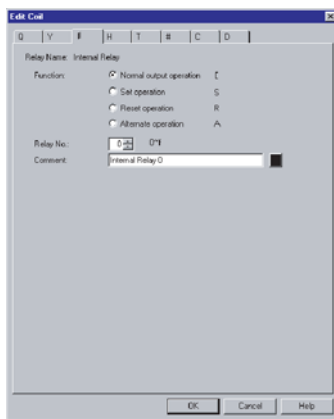 Edit Coil
Q Y # H T # C D
Relay Name: Internal Relay
Function: Normal output operation [
Set operation S
Reset operation R
Alternate operation A
Relay No.: 0
Comment: Internal Relay 0
OK Cancel Help